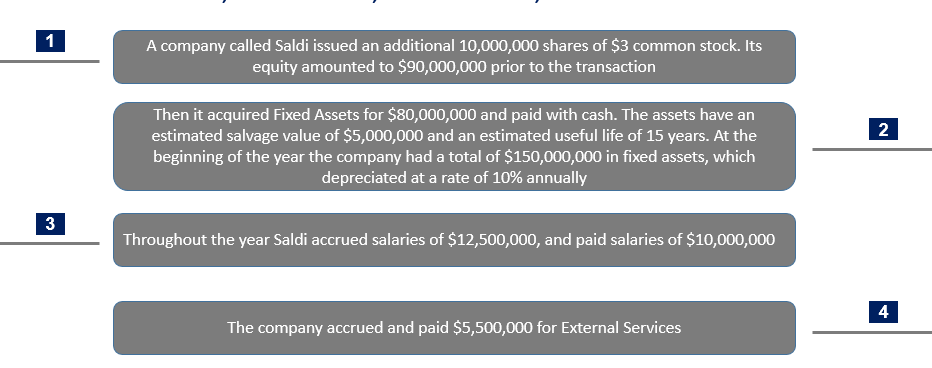 1
A company called Saldi issued an additional 10,000,000 shares of $3 common stock. Its
equity amounted to $90,000,000 prior to the transaction
Then it acquired Fixed Assets for $80,000,000 and paid with cash. The assets have an
estimated salvage value of $5,000,000 and an estimated useful life of 15 years. At the
beginning of the year the company had a total of $150,000,000 in fixed assets, which
depreciated at a rate of 10% annually
2
3
Throughout the year Saldi accrued salaries of $12,500,000, and paid salaries of $10,000,000
The company accrued and paid $5,500,000 for External Services
4